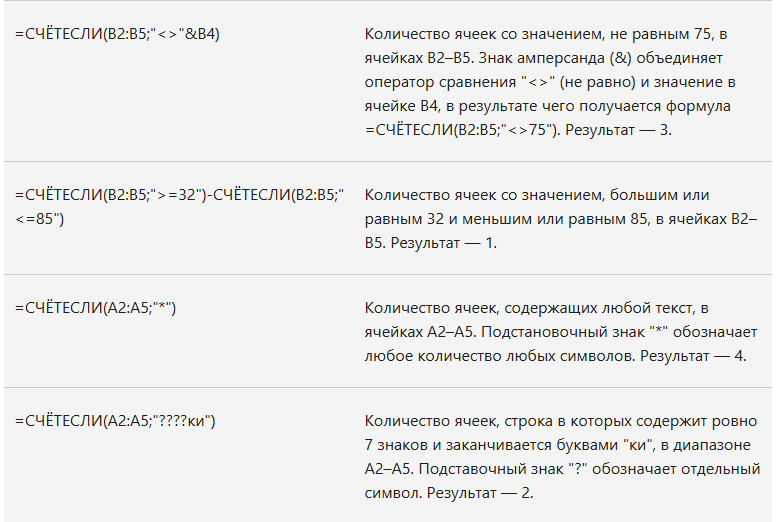 =СЧЁТЕСЛИ(B2:B5;"<>"&B4)
Количество ячеек со значением, не равным 75, в
ячейках B2–B5. Знак амперсанда (&) объединяет
оператор сравнения "<>" (не равно) и значение в
ячейке B4, в результате чего получается формула
=СЧЁТЕСЛИ(B2:B5;"<>75"). Результат — 3.
=СЧЁТЕСЛИ(B2:B5;">=32")-СЧЁТЕСЛИ(B2:B5;"
<=85")
Количество ячеек со значением, большим или
равным 32 и меньшим или равным 85, в ячейках B2–
B5. Результат — 1.
=СЧЁТЕСЛИ(A2:A5;"*")
Количество ячеек, содержащих любой текст, в
ячейках A2–A5. Подстановочный знак "*" обозначает
любое количество любых символов. Результат — 4.
=СЧЁТЕСЛИ(A2:A5;"????ки")
Количество ячеек, строка в которых содержит ровно
7 знаков и заканчивается буквами "ки", в диапазоне
A2–A5. Подставочный знак "?" обозначает отдельный
символ. Результат — 2.